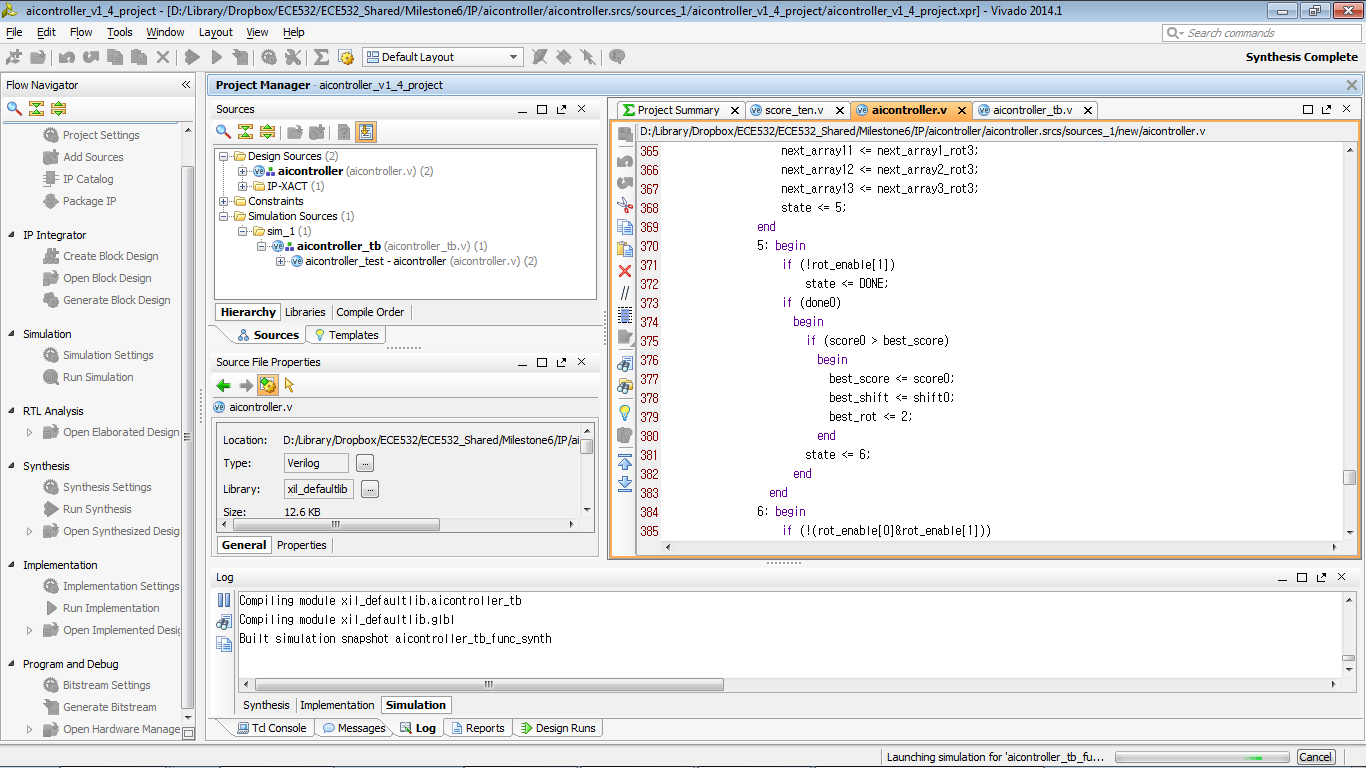 aicontroller_v1_4_project - [D:/Library/Dropbox/ECE532/ECE532_Shared/Milestone6/IP/aicontroller/aicontroller.srcs/sources_1/aicontroller_v1_4_project/aicontroller_v1_4_project.xpr] - Vivado 2014.1
File Edit Flow Tools Window Layout View Help
Search commands
Default Layout
Synthesis Complete
Flow Navigator
Project Settings
Add Sources
IP Catalog
Package IP
IP Integrator
Create Block Design
Open Block Design
Generate Block Design
Simulation
Simulation Settings
Run Simulation
RTL Analysis
Open Elaborated Design
Synthesis
Synthesis Settings
Run Synthesis
Open Synthesized Design
Implementation
Implementation Settings
Run Implementation
Open Implemented Desig
Program and Debug
Bitstream Settings
Generate Bitstream
Open Hardware Manage
Project Manager - aicontroller_v1_4_project
Sources
Design Sources (2)
aicontroller (aicontroller.v) (2)
IP-XACT (1)
Constraints
Simulation Sources (1)
sim_1 (1)
aicontroller_tb (aicontroller_tb.v) (1)
aicontroller_test - aicontroller (aicontroller.v) (2)
Hierarchy Libraries Compile Order
Sources Templates
Source File Properties
aicontroller.v
Location: D:/Library/Dropbox/ECE532/ECE532_Shared/Milestone6/IP/ai
Type: Verilog
Library: xil_defaultlib
Size: 12.6 KB
General Properties
Project Summary score_ten.v aicontroller.v aicontroller_tb.v
D:/Library/Dropbox/ECE532/ECE532_Shared/Milestone6/IP/aicontroller/aicontroller.srcs/sources_1/new/aicontroller.v
365 next_array11 <= next_array1_rot3;
366 next_array12 <= next_array2_rot3;
367 next_array13 <= next_array3_rot3;
368 state <= 5;
369 end
370 5: begin
371 if (!rot_enable[1])
372 state <= DONE;
373 if (done0)
374 begin
375 if (score0 > best_score)
376 begin
377 best_score <= score0;
378 best_shift <= shift0;
379 best_rot <= 2;
380 end
381 state <= 6;
382 end
383 end
384 6: begin
385 if (!(rot_enable[0]&rot_enable[1]))
Log
Compiling module xil_defaultlib.aicontroller_tb
Compiling module xil_defaultlib.glbl
Built simulation snapshot aicontroller_tb_func_synth
Synthesis Implementation Simulation
Tcl Console Messages Log Reports Design Runs
Launching simulation for 'aicontroller_tb_fu... Cancel